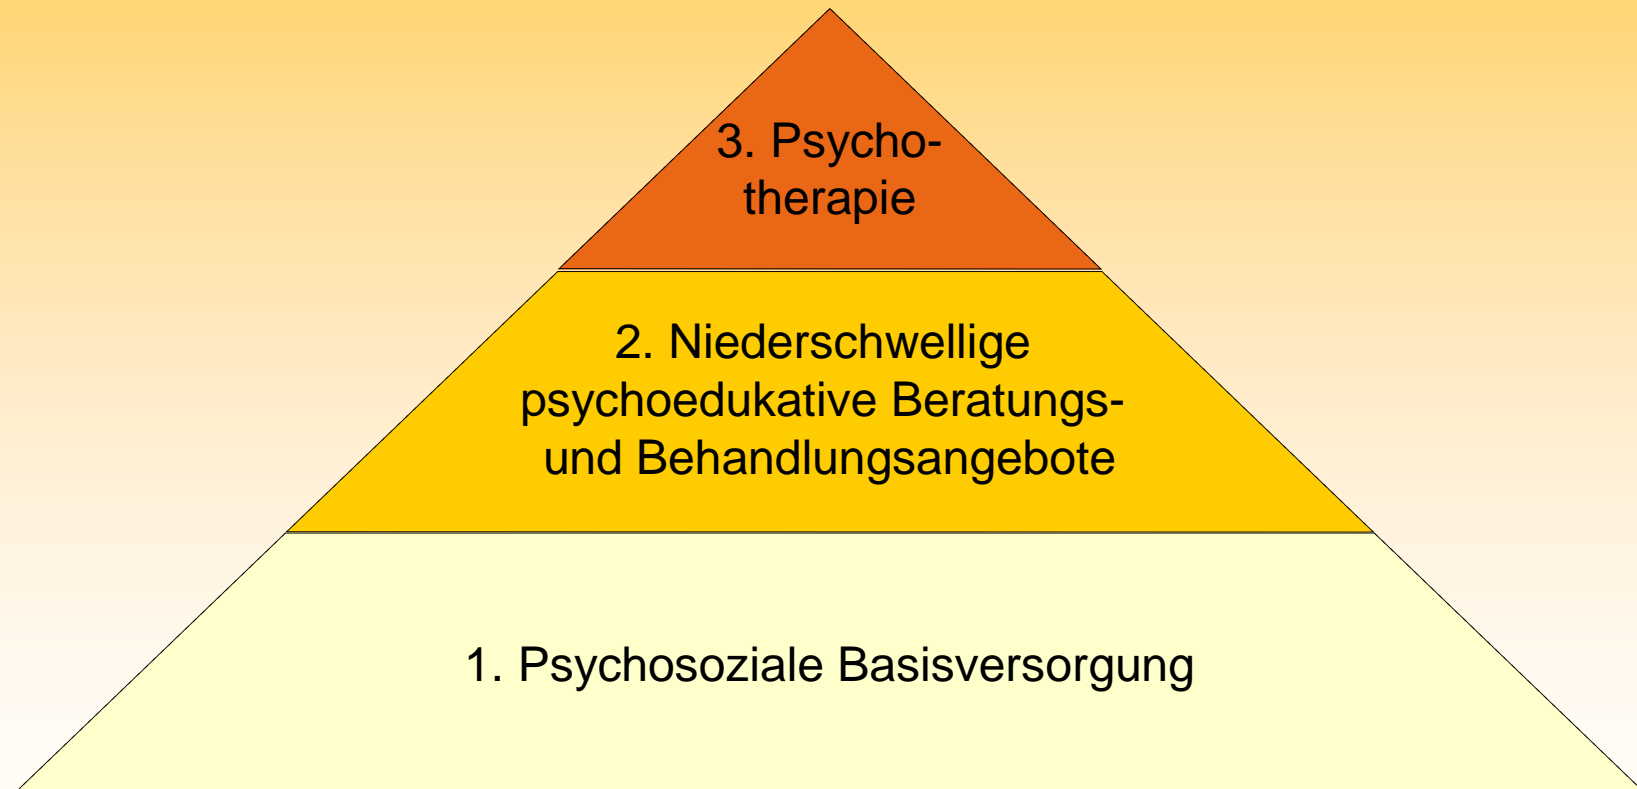 3. Psycho-
therapie
2. Niederschwellige
psychoedukative Beratungs-
und Behandlungsangebote
1. Psychosoziale Basisversorgung